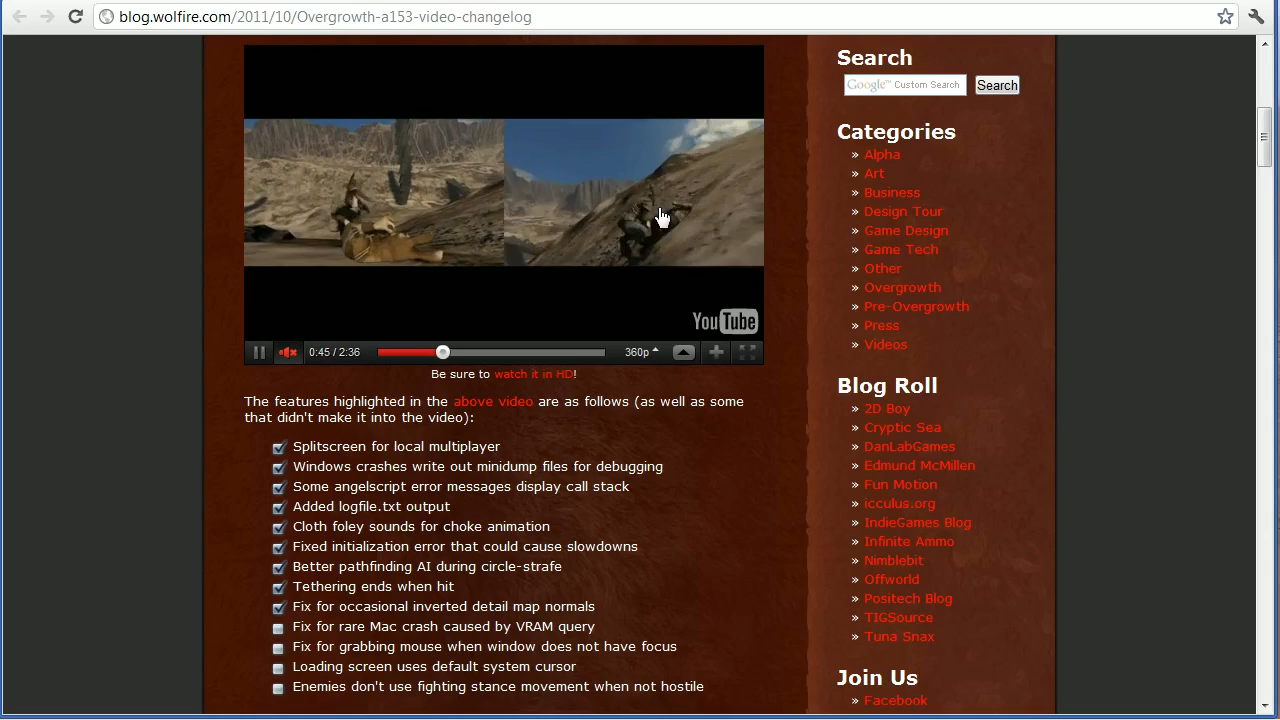 blog.wolfire.com/2011/10/Overgrowth-a153-video-changelog
YouTube
0:45 / 2:36
360p
Be sure to watch it in HD!
The features highlighted in the above video are as follows (as well as some
that didn't make it into the video):
Splitscreen for local multiplayer
Windows crashes write out minidump files for debugging
Some angelscript error messages display call stack
Added logfile.txt output
Cloth foley sounds for choke animation
Fixed initialization error that could cause slowdowns
Better pathfinding AI during circle-strafe
Tethering ends when hit
Fix for occasional inverted detail map normals
Fix for rare Mac crash caused by VRAM query
Fix for grabbing mouse when window does not have focus
Loading screen uses default system cursor
Enemies don't use fighting stance movement when not hostile
Search
Google™ Custom Search Search
Categories
» Alpha
» Art
» Business
» Design Tour
» Game Design
» Game Tech
» Other
» Overgrowth
» Pre-Overgrowth
» Press
» Videos
Blog Roll
» 2D Boy
» Cryptic Sea
» DanLabGames
» Edmund McMillen
» Fun Motion
» icculus.org
» IndieGames Blog
» Infinite Ammo
» Nimblebit
» Offworld
» Positech Blog
» TIGSource
» Tuna Snax
Join Us
» Facebook